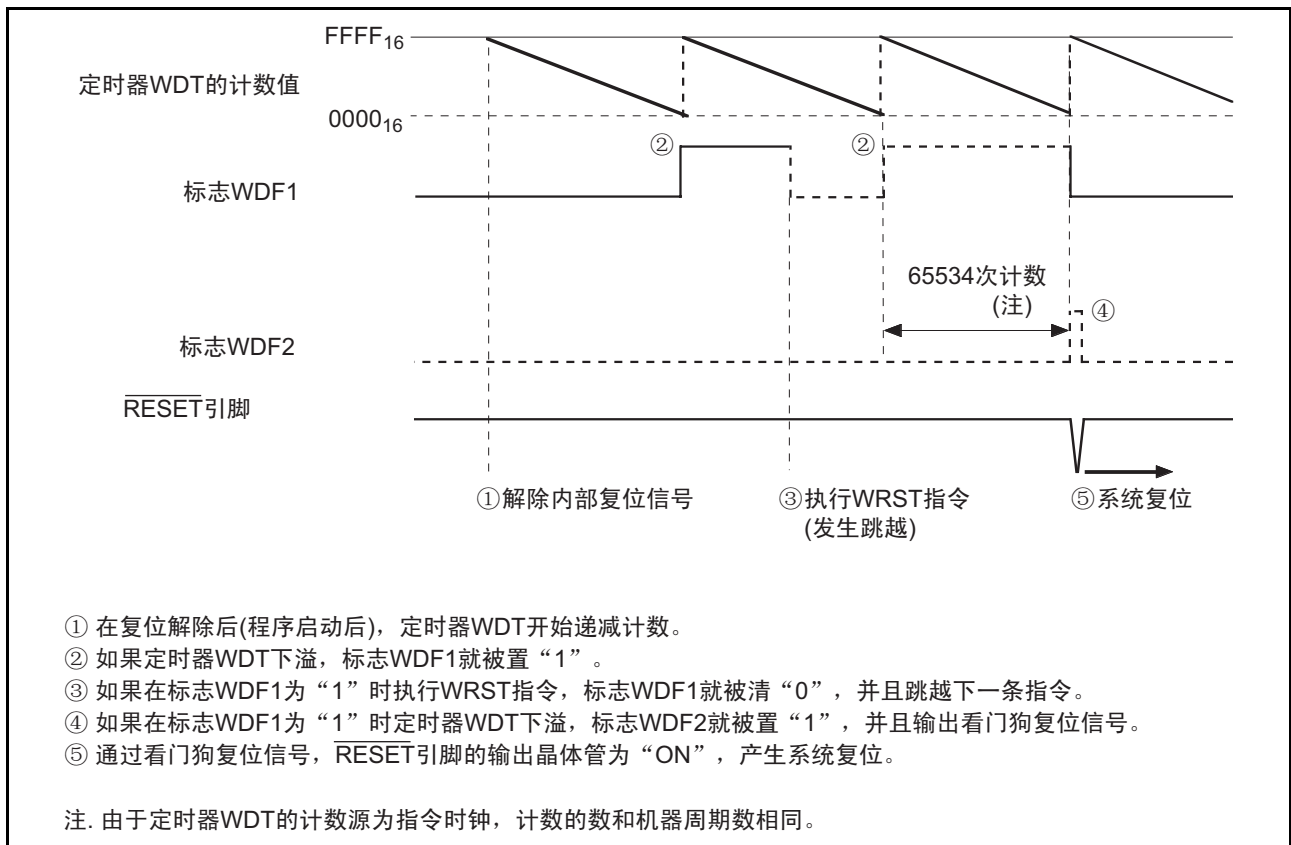 FFFF16
定时器WDT的计数值
000016
②
②
标志WDF1
65534次计数
(注)
④
标志WDF2
RESET引脚
①解除内部复位信号
③执行WRST指令
(发生跳越)
⑤系统复位
① 在复位解除后(程序启动后)，定时器WDT开始递减计数。
② 如果定时器WDT下溢，标志WDF1就被置“1”。
③ 如果在标志WDF1为“1”时执行WRST指令，标志WDF1就被清“0”，并且跳越下一条指令。
④ 如果在标志WDF1为“1”时定时器WDT下溢，标志WDF2就被置“1”，并且输出看门狗复位信号。
⑤ 通过看门狗复位信号，RESET引脚的输出晶体管为“ON”，产生系统复位。
注. 由于定时器WDT的计数源为指令时钟，计数的数和机器周期数相同。